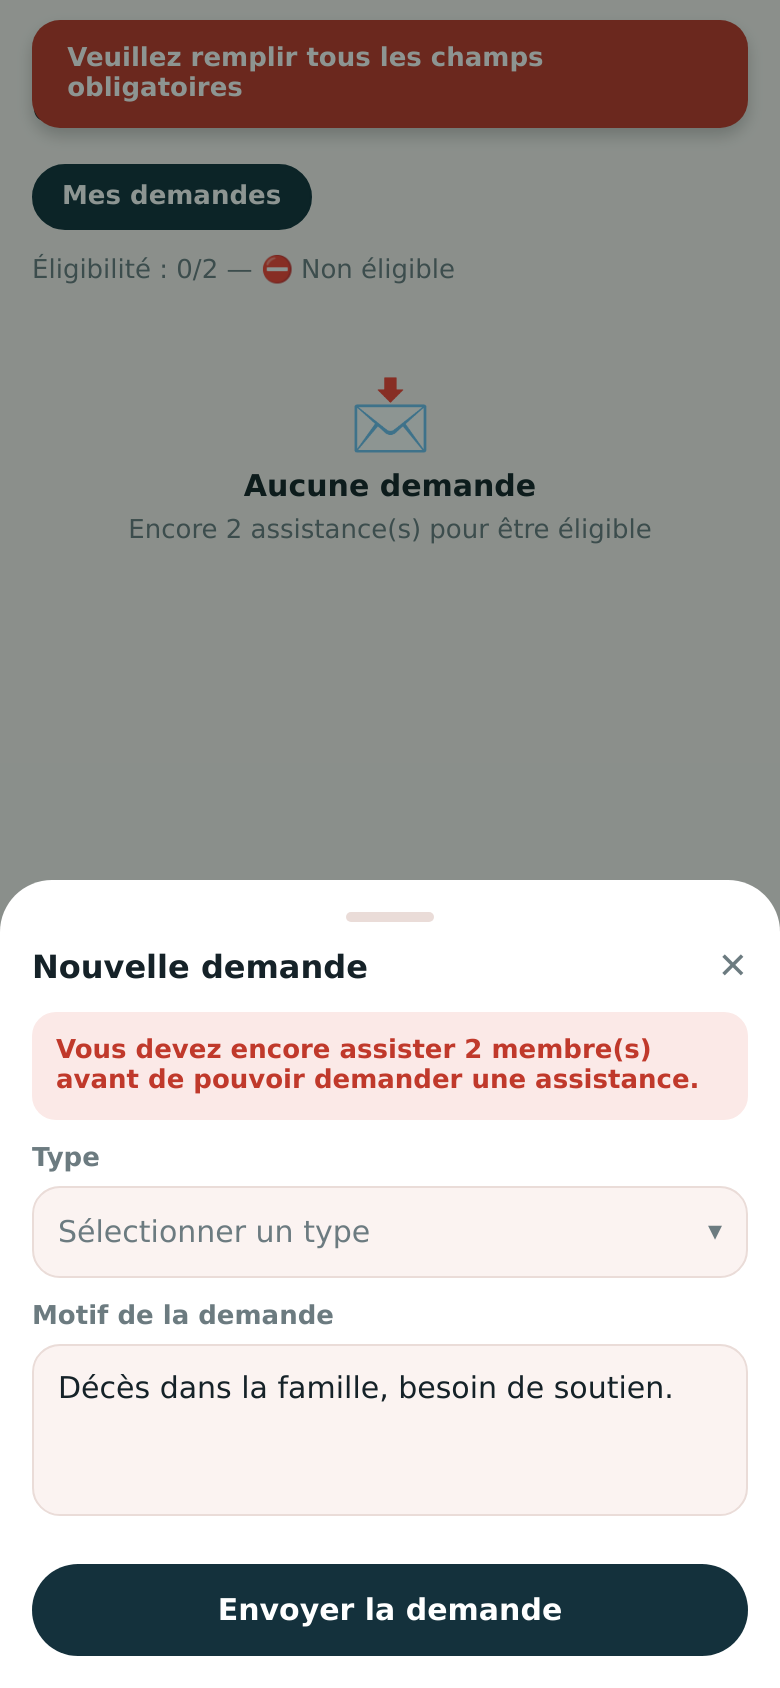 Veuillez remplir tous les champs
obligatoires
Mes demandes
Éligibilité : 0/2 — ⛔ Non éligible
Aucune demande
Encore 2 assistance(s) pour être éligible
Nouvelle demande
Vous devez encore assister 2 membre(s)
avant de pouvoir demander une assistance.
Type
Sélectionner un type
Motif de la demande
Décès dans la famille, besoin de soutien.
Envoyer la demande